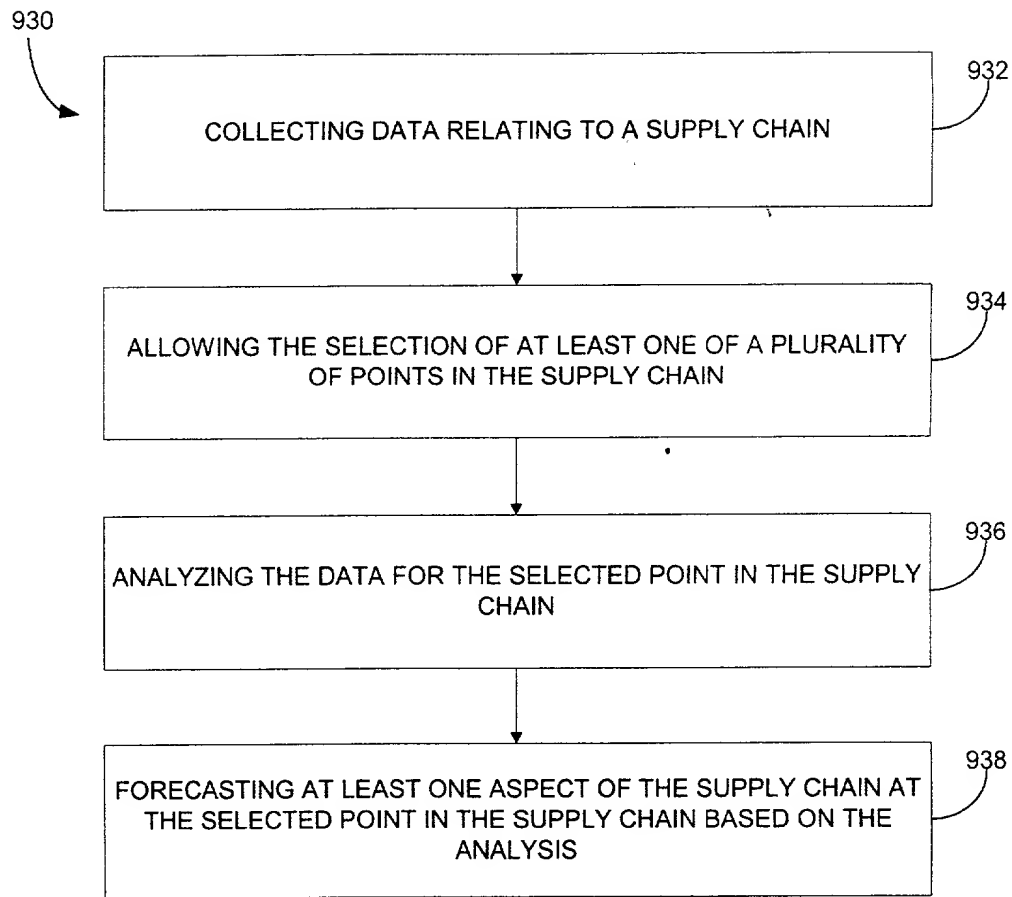 930
932
COLLECTING DATA RELATING TO A SUPPLY CHAIN
934
ALLOWING THE SELECTION OF AT LEAST ONE OF A PLURALITY
OF POINTS IN THE SUPPLY CHAIN
936
ANALYZING THE DATA FOR THE SELECTED POINT IN THE SUPPLY
CHAIN
938
FORECASTING AT LEAST ONE ASPECT OF THE SUPPLY CHAIN AT
THE SELECTED POINT IN THE SUPPLY CHAIN BASED ON THE
ANALYSIS